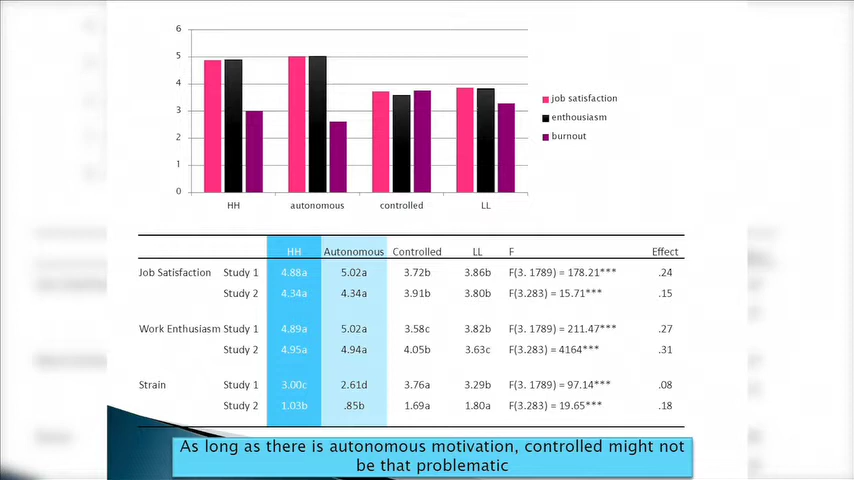 6
5
4
3
2
1
0
HH autonomous controlled LL
job satisfaction
enthousiasm
burnout
HH Autonomous Controlled LL F Effect
Job Satisfaction Study 1 4.88a 5.02a 3.72b 3.86b F(3. 1789) = 178.21*** .24
Study 2 4.34a 4.34a 3.91b 3.80b F(3.283) = 15.71*** .15
Work Enthusiasm Study 1 4.89a 5.02a 3.58c 3.82b F(3. 1789) = 211.47*** .27
Study 2 4.95a 4.94a 4.05b 3.63c F(3.283) = 4164*** .31
Strain Study 1 3.00c 2.61d 3.76a 3.29b F(3. 1789) = 97.14*** .08
Study 2 1.03b .85b 1.69a 1.80a F(3.283) = 19.65*** .18
As long as there is autonomous motivation, controlled might not
be that problematic